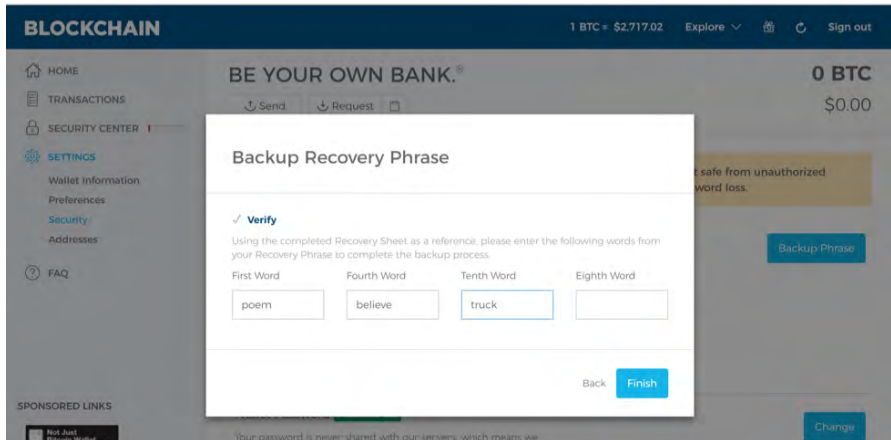 BLOCKCHAIN
1 BTC = $2,717.02 Explore Sign out
HOME
TRANSACTIONS
SECURITY CENTER
SETTINGS
Wallet Information
Preferences
Security
Addresses
FAQ
SPONSORED LINKS
Not Just
Bitcoin Wallet
BE YOUR OWN BANK.®
0 BTC
$0.00
Send Request
t safe from unauthorized
word loss.
Backup Phrase
Backup Recovery Phrase
Verify
Using the completed Recovery Sheet as a reference, please enter the following words from
your Recovery Phrase to complete the backup process.
First Word Fourth Word Tenth Word Eighth Word
poem believe truck
Back Finish
Change
Your password is never shared with our servers, which means we